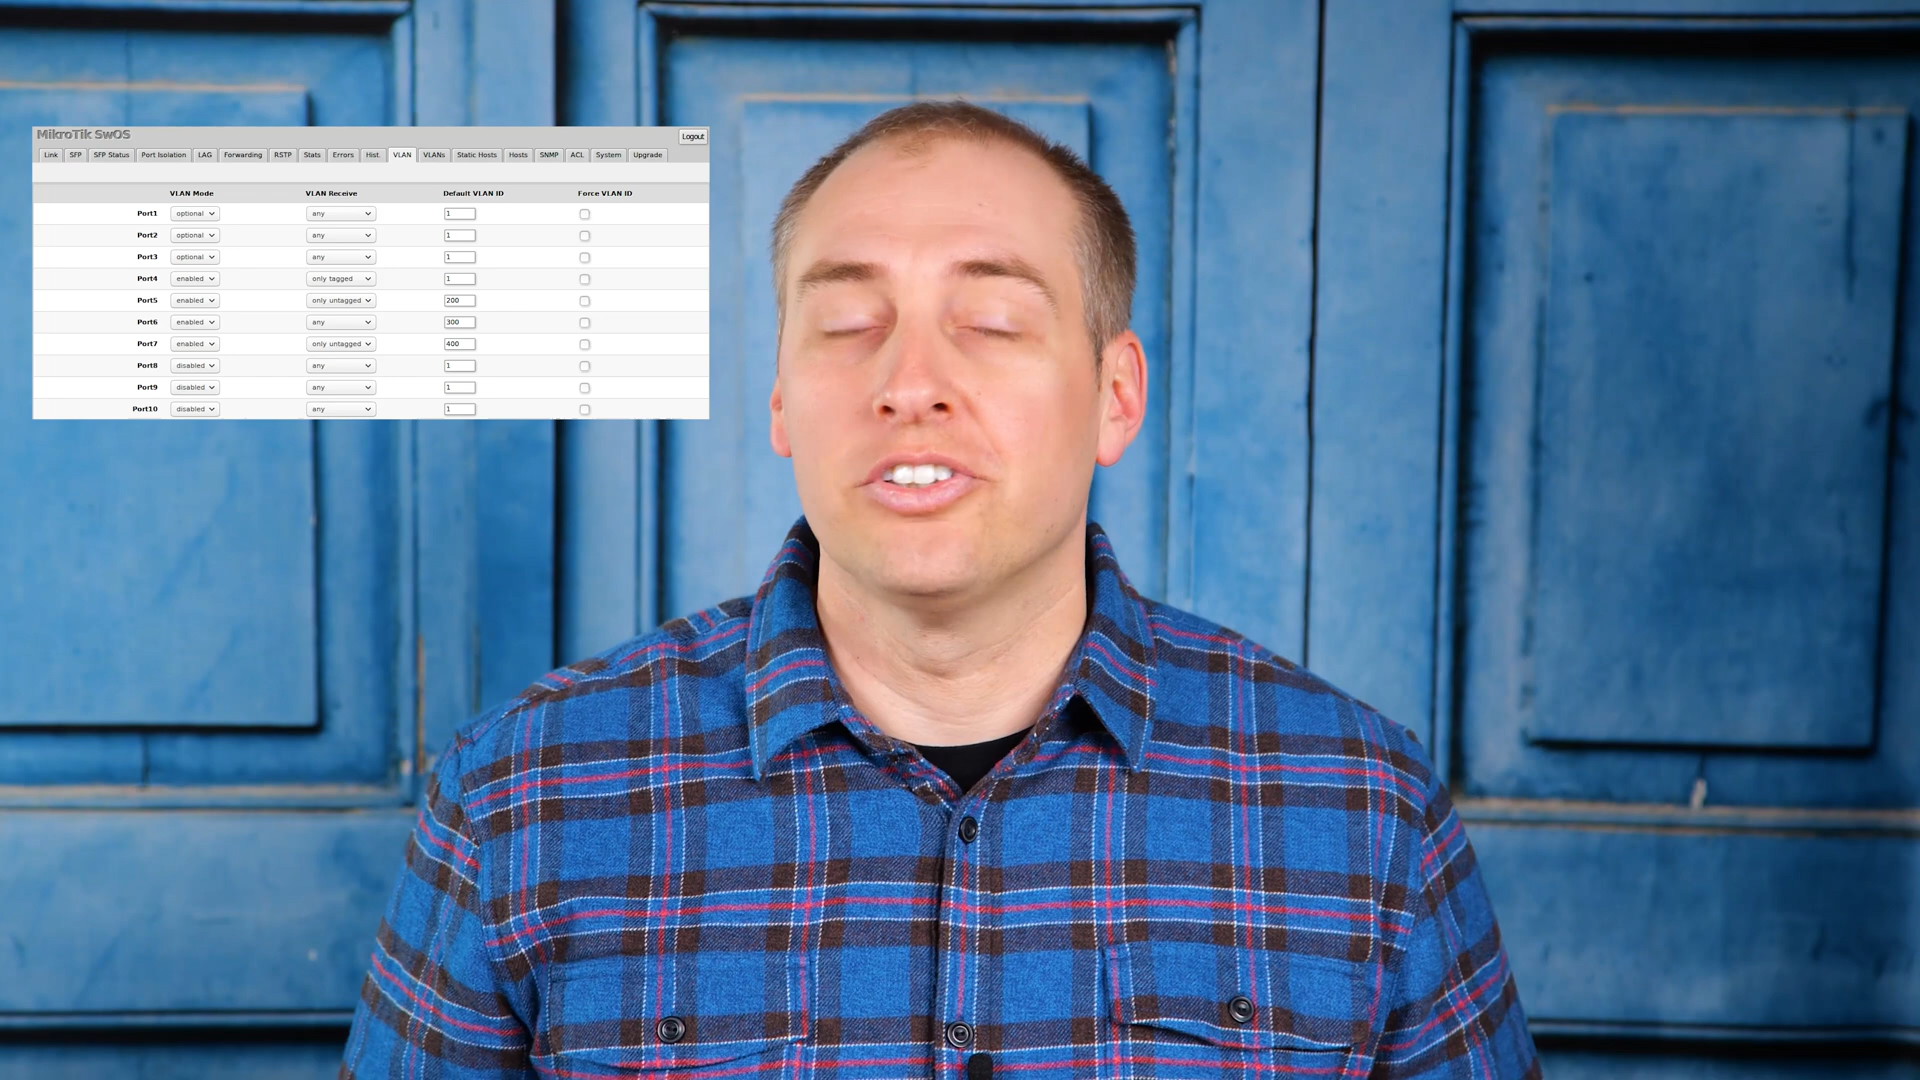 MikroTik SwOS
Logout
Link SFP SFP Status Port Isolation LAG Forwarding RSTP Stats Errors Hist. VLAN VLANs Static Hosts Hosts SNMP ACL System Upgrade
VLAN Mode VLAN Receive Default VLAN ID Force VLAN ID
Port1 optional any 1
Port2 optional any 1
Port3 optional any 1
Port4 enabled only tagged 1
Port5 enabled only untagged 200
Port6 enabled any 300
Port7 enabled only untagged 400
Port8 disabled any 1
Port9 disabled any 1
Port10 disabled any 1